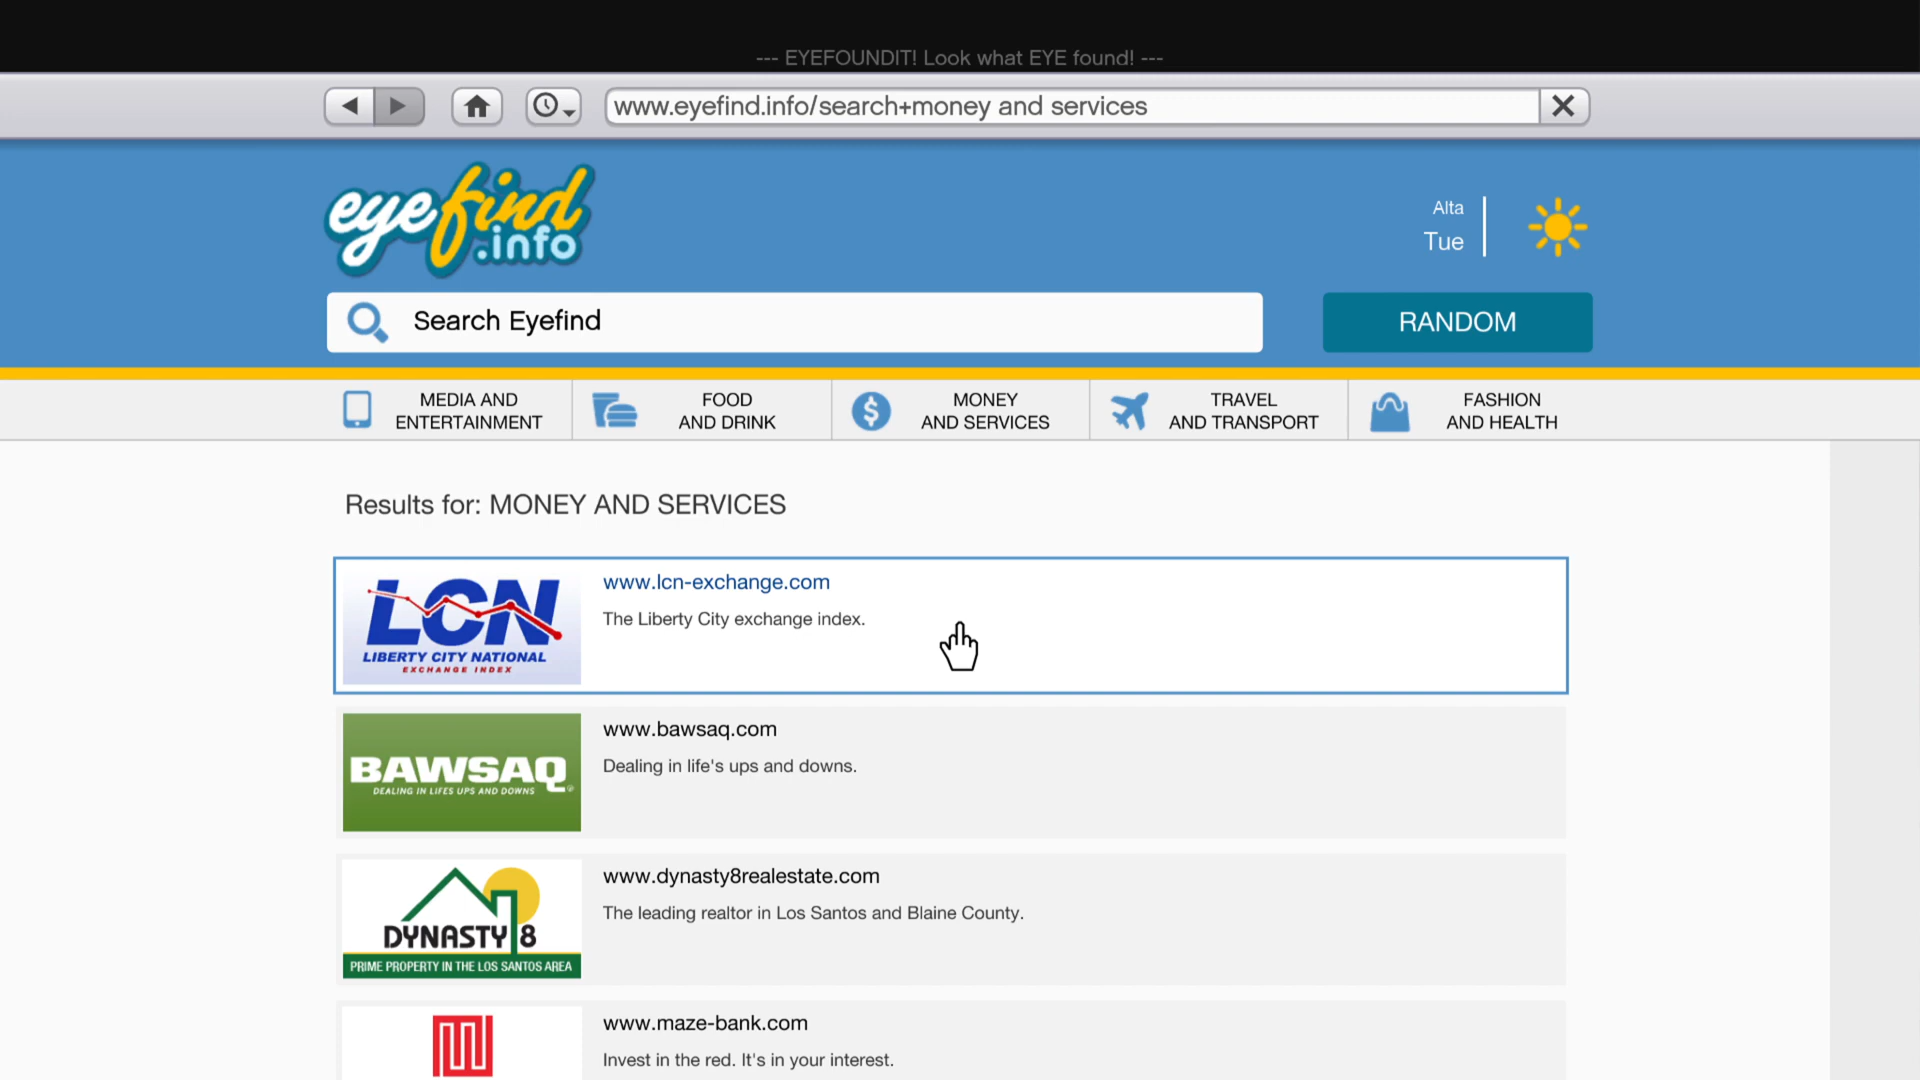 --- EYEFOUNDIT! Look what EYE found! ---
www.eyefind.info/search+money and services
eyefind
.info
Alta
Tue
Search Eyefind
RANDOM
MEDIA AND
ENTERTAINMENT
FOOD
AND DRINK
MONEY
AND SERVICES
TRAVEL
AND TRANSPORT
FASHION
AND HEALTH
Results for: MONEY AND SERVICES
LCN
LIBERTY CITY NATIONAL
EXCHANGE INDEX
www.lcn-exchange.com
The Liberty City exchange index.
BAWSAQ
DEALING IN LIFES UPS AND DOWNS
www.bawsaq.com
Dealing in life's ups and downs.
DYNASTY 8
PRIME PROPERTY IN THE LOS SANTOS AREA
www.dynasty8realestate.com
The leading realtor in Los Santos and Blaine County.
www.maze-bank.com
Invest in the red. It's in your interest.